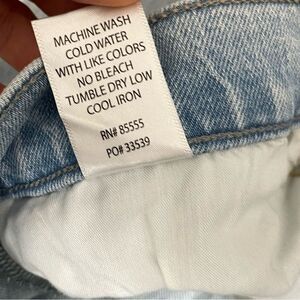 MACHINE WASH
COLD WATER
WITH LIKE COLORS
NO BLEACH
TUMBLE DRY LOW
COOL IRON
RN# 85555
PO# 33539